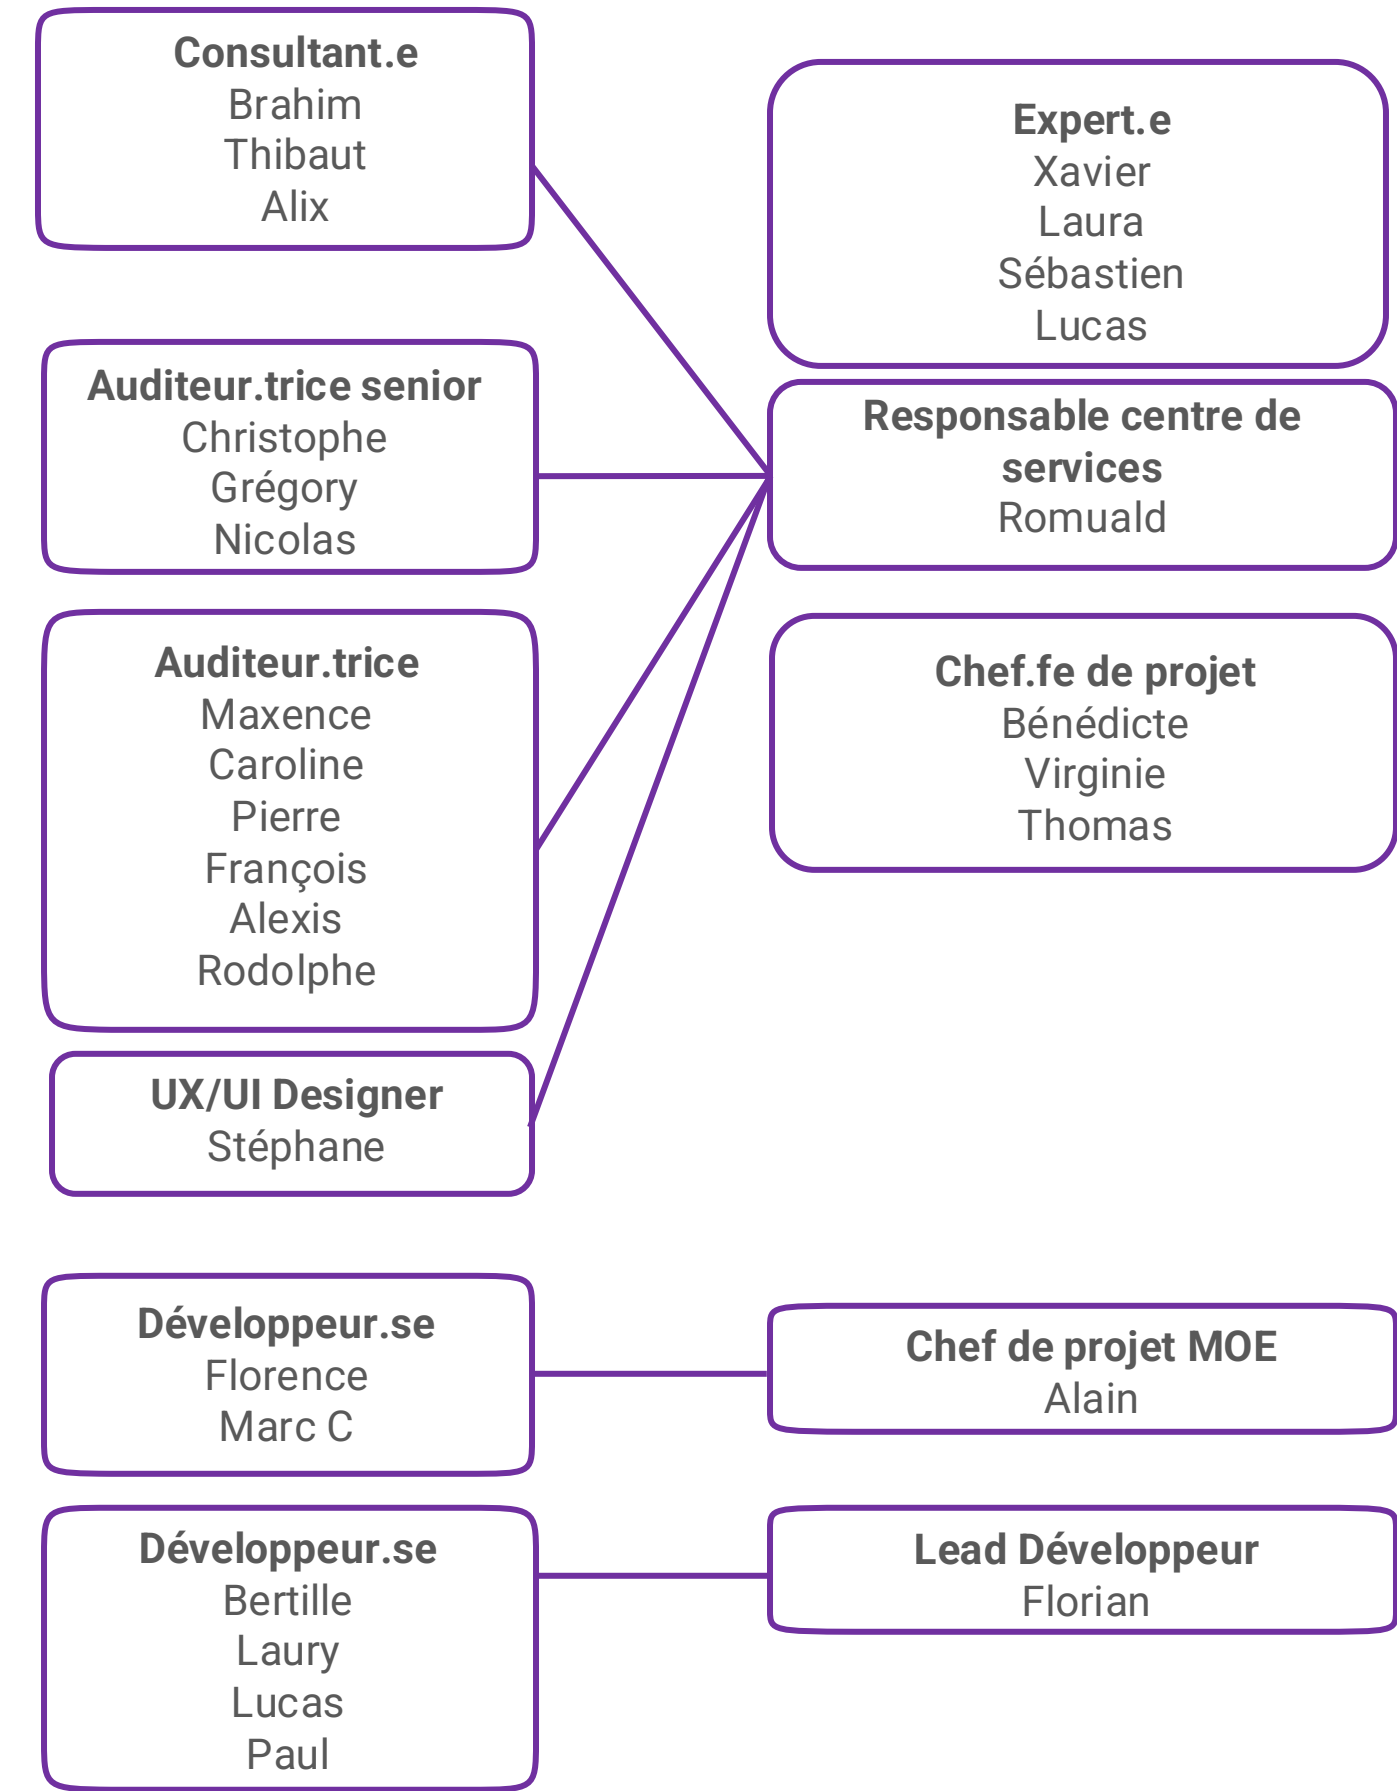 Consultant.e
Brahim
Thibaut
Alix
Auditeur.trice senior
Christophe
Grégory
Nicolas
Auditeur.trice
Maxence
Caroline
Pierre
François
Alexis
Rodolphe
UX/UI Designer
Stéphane
Développeur.se
Florence
Marc C
Développeur.se
Bertille
Laury
Lucas
Paul
Expert.e
Xavier
Laura
Sébastien
Lucas
Responsable centre de
services
Romuald
Chef.fe de projet
Bénédicte
Virginie
Thomas
Chef de projet MOE
Alain
Lead Développeur
Florian